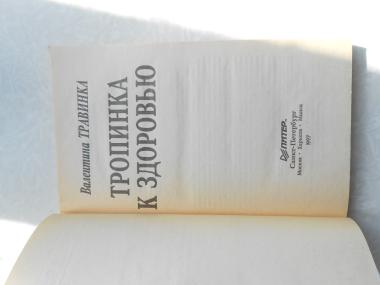 Валентина ТРАВИНКА
ТРОПИНКА
К ЗДОРОВЬЮ
ПИТЕР
Санкт-Петербург
Москва · Харьков · Минск
1997